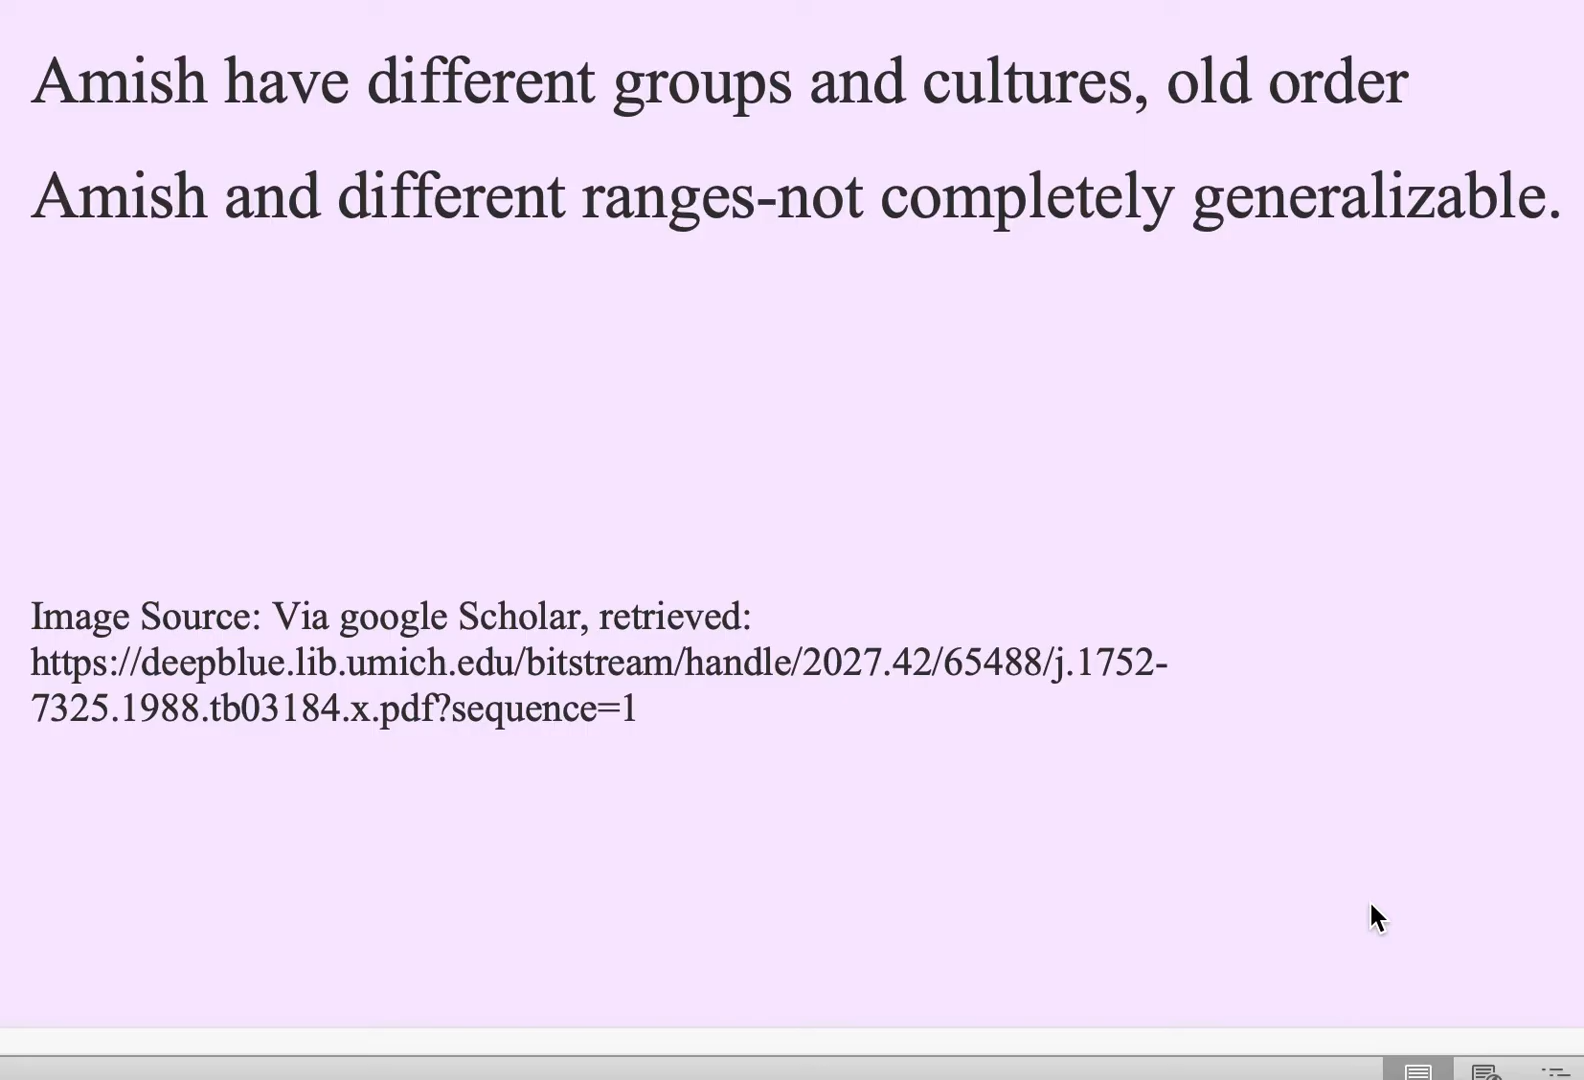 Amish have different groups and cultures, old order
Amish and different ranges-not completely generalizable.
Image Source: Via google Scholar, retrieved:
https://deepblue.lib.umich.edu/bitstream/handle/2027.42/65488/j.1752-
7325.1988.tb03184.x.pdf?sequence=1